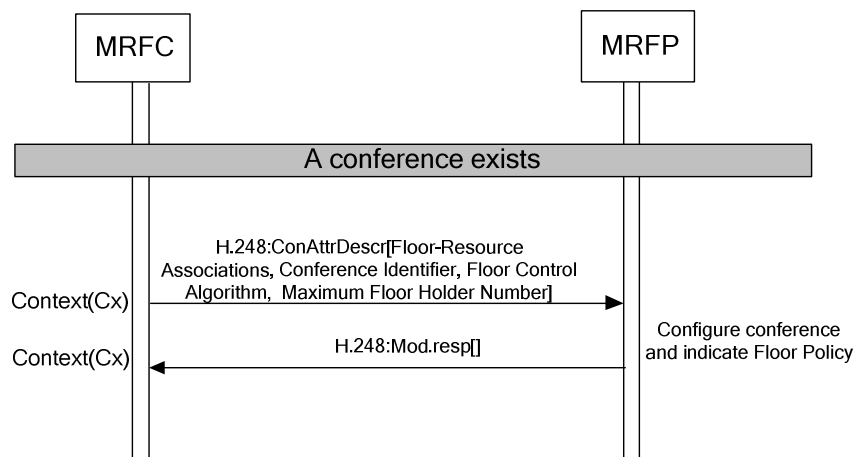 MRFC
MRFP
A conference exists
H.248:ConAttrDescr[Floor-Resource
Associations, Conference Identifier, Floor Control
Algorithm, Maximum Floor Holder Number]
Context(Cx)
Configure conference
and indicate Floor Policy
H.248:Mod.resp[]
Context(Cx)